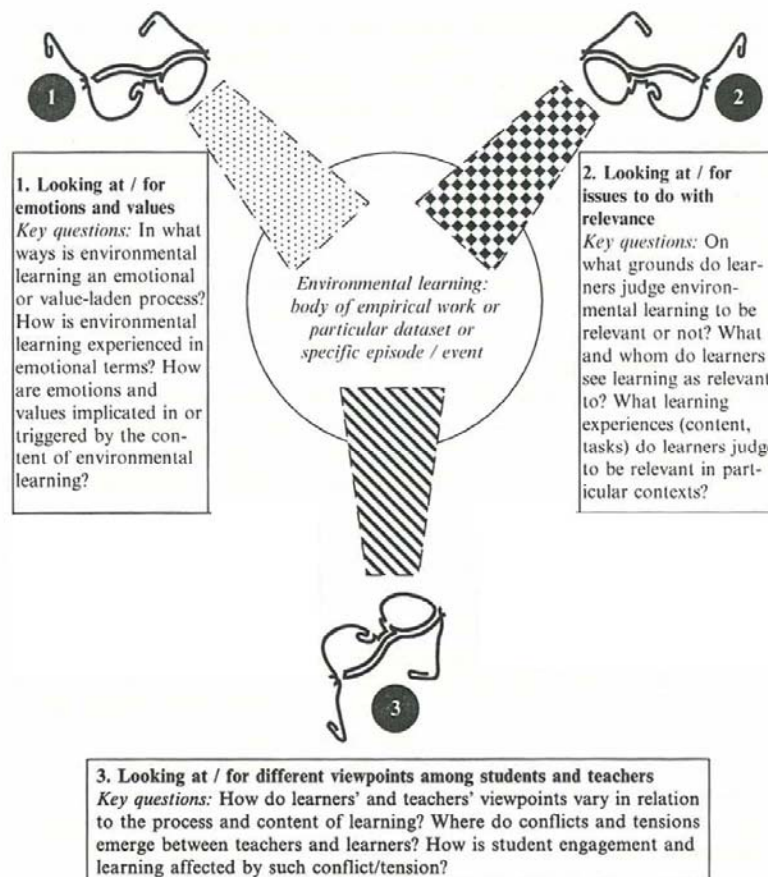 1
2
1. Looking at / for
emotions and values
Key questions: In what
ways is environmental
learning an emotional
or value-laden process?
How is environmental
learning experienced in
emotional terms? How
are emotions and
values implicated in or
triggered by the con-
tent of environmental
learning?
Environmental learning:
body of empirical work or
particular dataset or
specific episode / event
2. Looking at / for
issues to do with
relevance
Key questions: On
what grounds do lear-
ners judge environ-
mental learning to be
relevant or not? What
and whom do learners
see learning as relevant
to? What learning
experiences (content,
tasks) do learners judge
to be relevant in part-
icular contexts?
3
3. Looking at / for different viewpoints among students and teachers
Key questions: How do learners' and teachers' viewpoints vary in relation
to the process and content of learning? Where do conflicts and tensions
emerge between teachers and learners? How is student engagement and
learning affected by such conflict/tension?